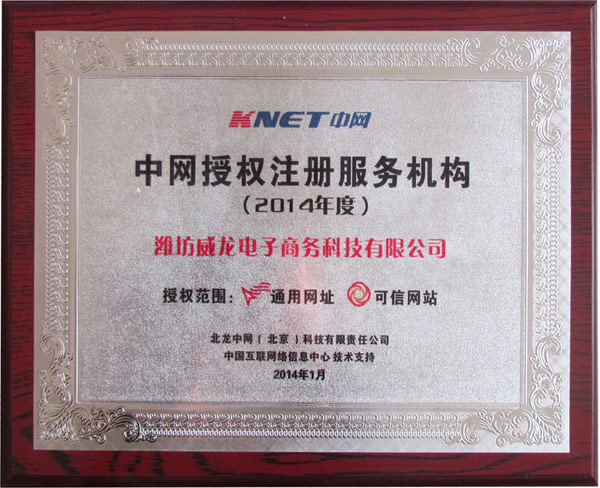 KNET中网
中网授权注册服务机构
（2014年度）
潍坊威龙电子商务科技有限公司
授权范围：通用网址 可信网站
北龙中网（北京）科技有限责任公司
中国互联网络信息中心 技术支持
2014年1月